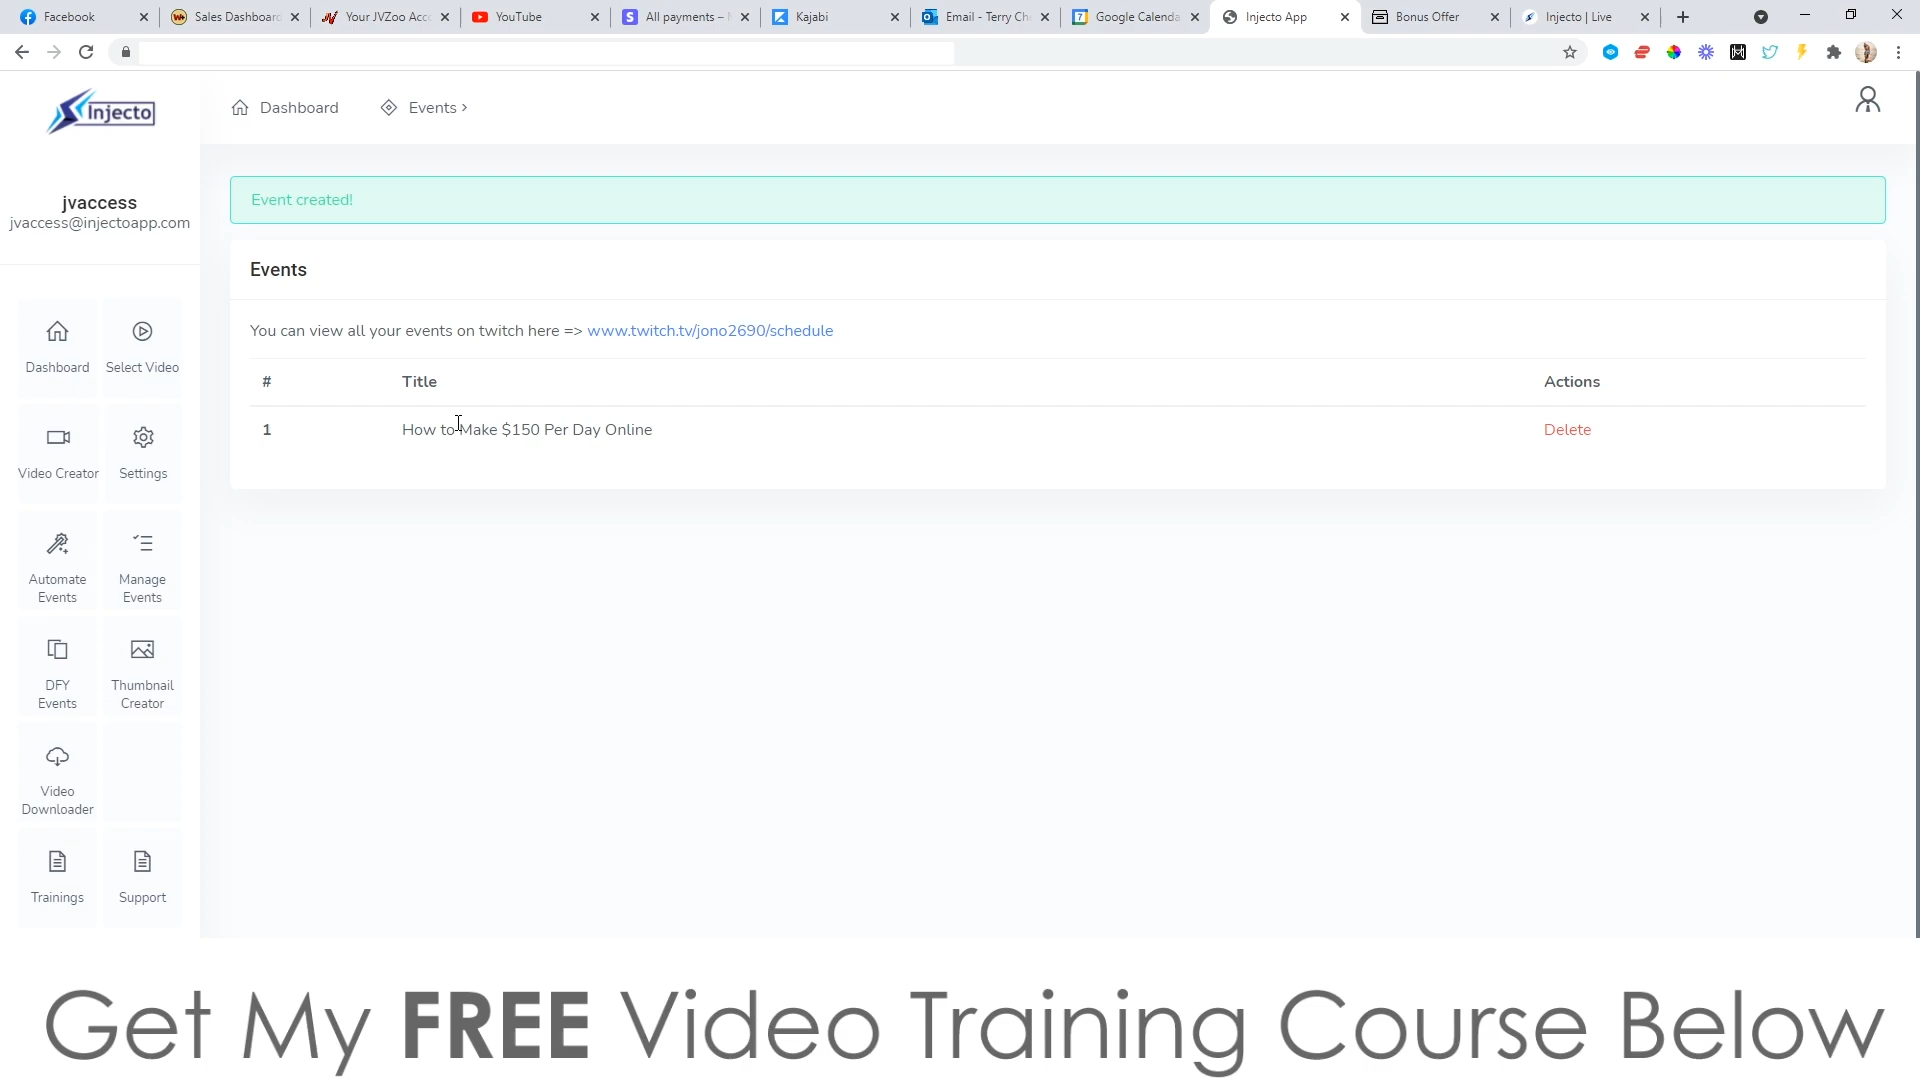 Facebook
Sales Dashboard
Your JVZoo Acc
YouTube
All payments –
Kajabi
Email - Terry Ch
Google Calenda
Injecto App
Bonus Offer
Injecto | Live
Injecto
Dashboard
Events >
jvaccess
jvaccess@injectoapp.com
Event created!
Events
You can view all your events on twitch here => www.twitch.tv/jono2690/schedule
# Title Actions
1 How to Make $150 Per Day Online Delete
Dashboard
Select Video
Video Creator
Settings
Automate
Events
Manage
Events
DFY
Events
Thumbnail
Creator
Video
Downloader
Trainings
Support
Get My FREE Video Training Course Below